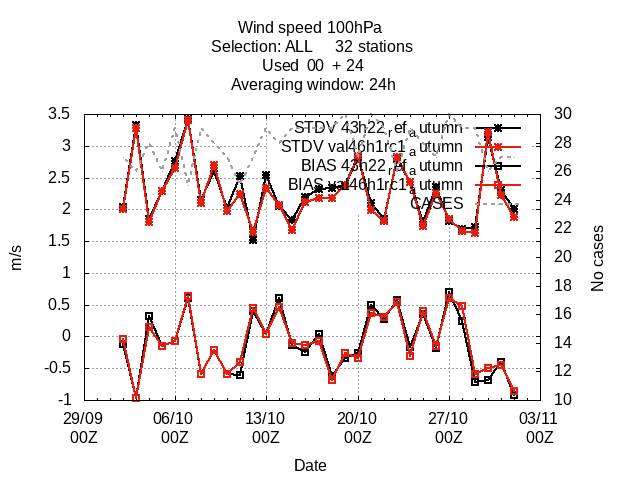 Wind speed 100hPa
Selection: ALL 32 stations
Used 00 + 24
Averaging window: 24h
3.5
3
2.5
2
1.5
1
0.5
0
-0.5
-1
m/s
STDV 43h22_ref_autumn
STDV val46h1rc1_autumn
BIAS 43h22_ref_autumn
BIAS val46h1rc1_autumn
CASES
30
28
26
24
22
20
18
16
14
12
10
No cases
29/09 06/10 13/10 20/10 27/10 03/11
00Z 00Z 00Z 00Z 00Z 00Z
Date